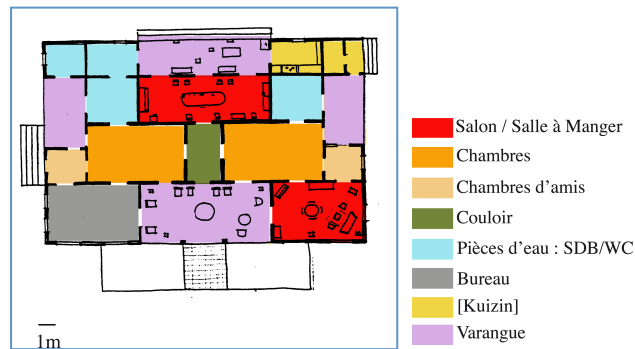 Salon / Salle à Manger
Chambres
Chambres d'amis
Couloir
Pièces d'eau : SDB/WC
Bureau
[Kuizin]
Varangue
1m